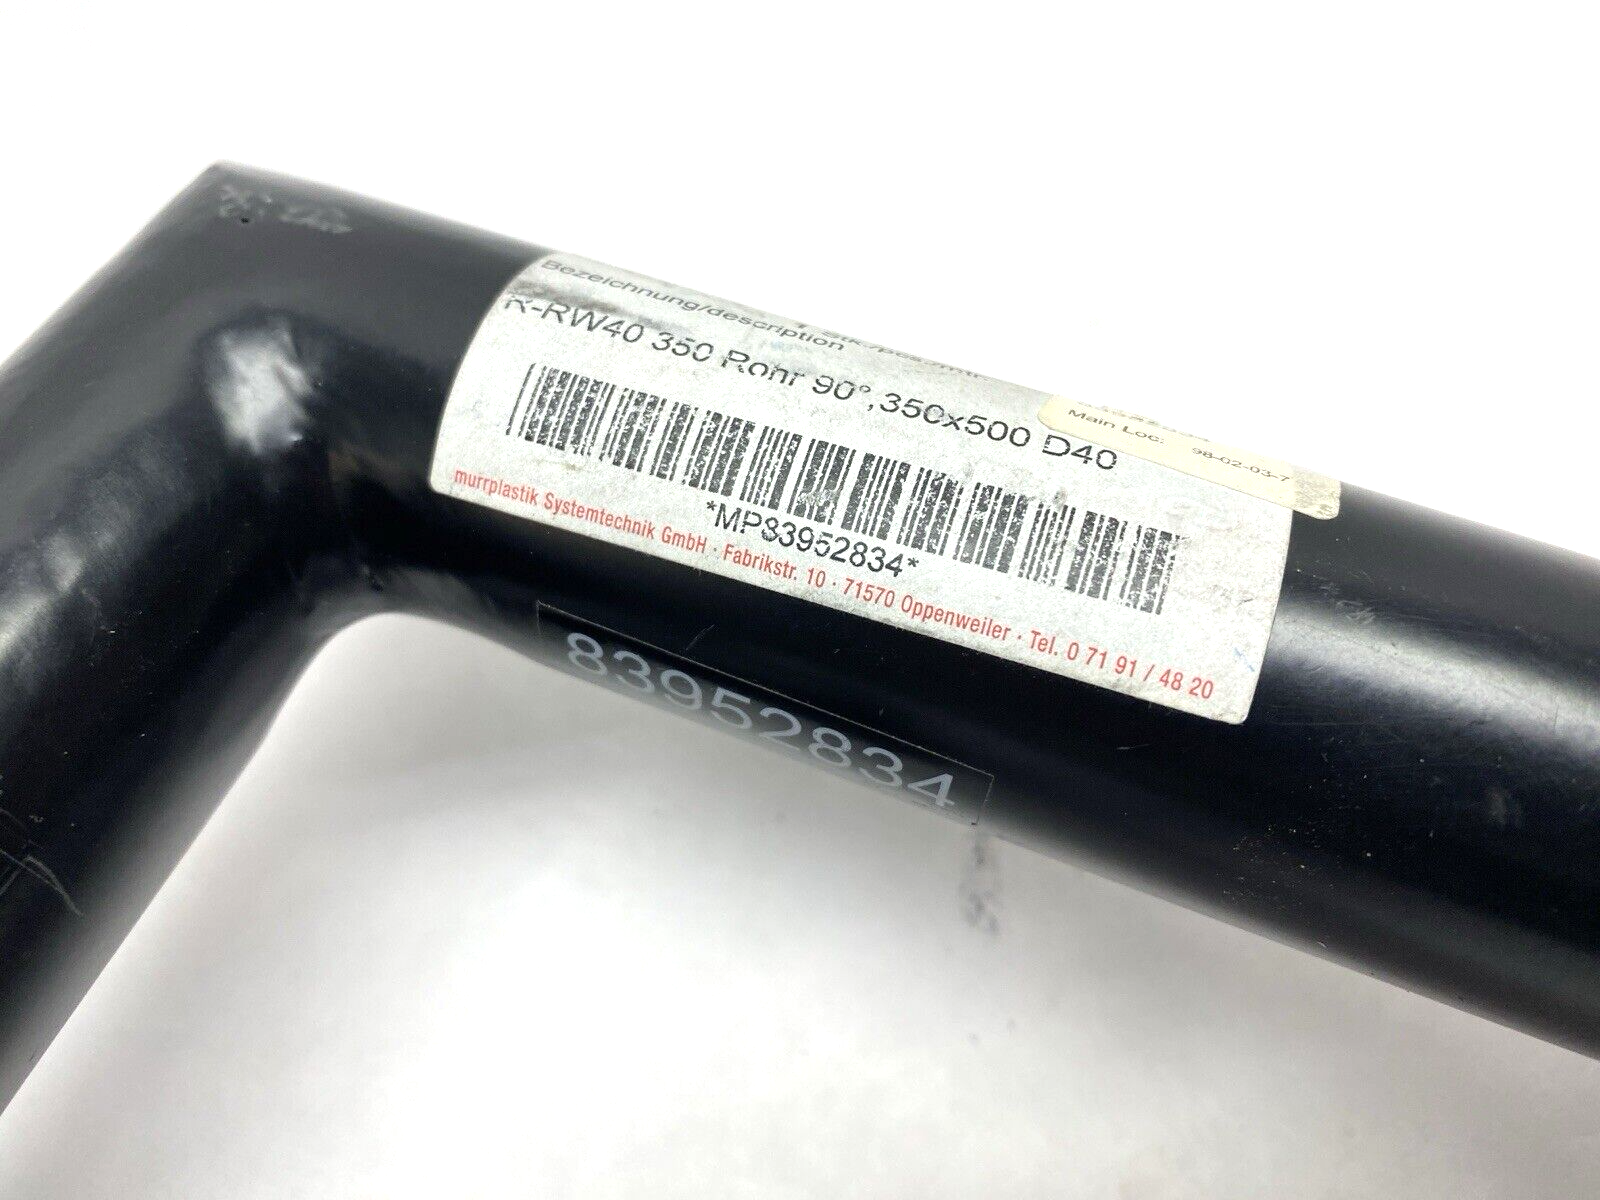 Bezeichnung/description
R-RW40 350 Rohr 90°,350x500 D40
Main Loc: 98-02-03-7
*MP83952834*
murrplastik Systemtechnik GmbH · Fabrikstr. 10 · 71570 Oppenweiler · Tel. 0 71 91 / 48 20
83952834